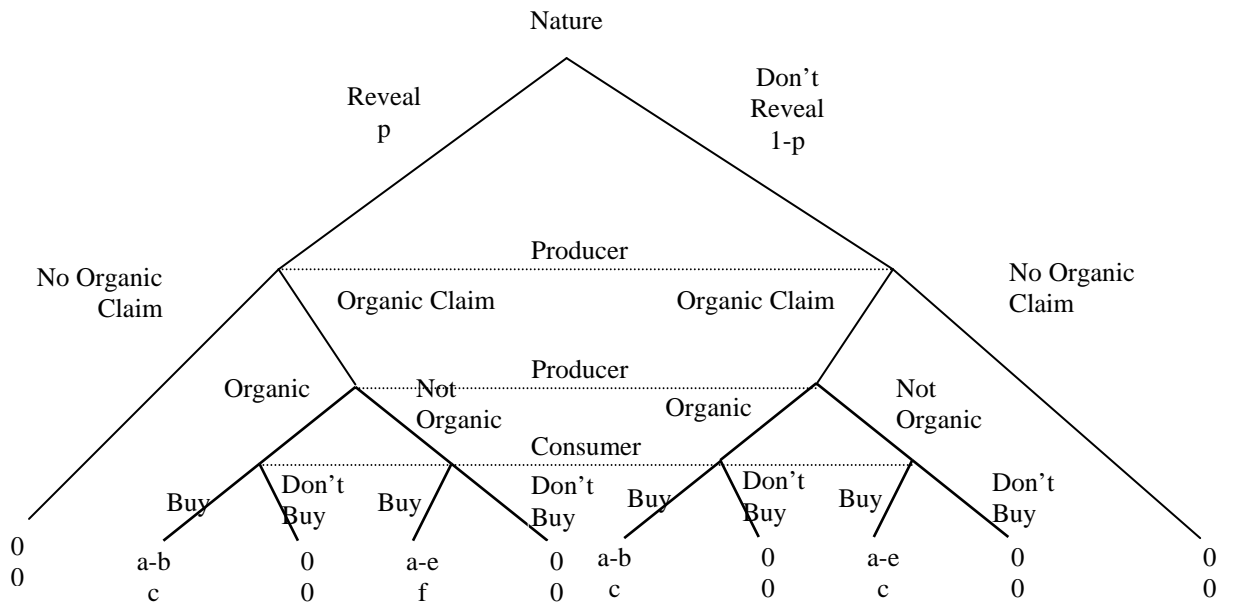 Nature
Reveal
p
Don't
Reveal
1-p
Producer
No Organic
Claim
Organic Claim
Organic Claim
No Organic
Claim
Producer
Organic
Not
Organic
Organic
Not
Organic
Consumer
Buy
Don't
Buy
Buy
Don't
Buy
Buy
Don't
Buy
Buy
Don't
Buy
0
0
a-b
c
0
0
a-e
f
0
0
a-b
c
0
0
a-e
c
0
0
0
0